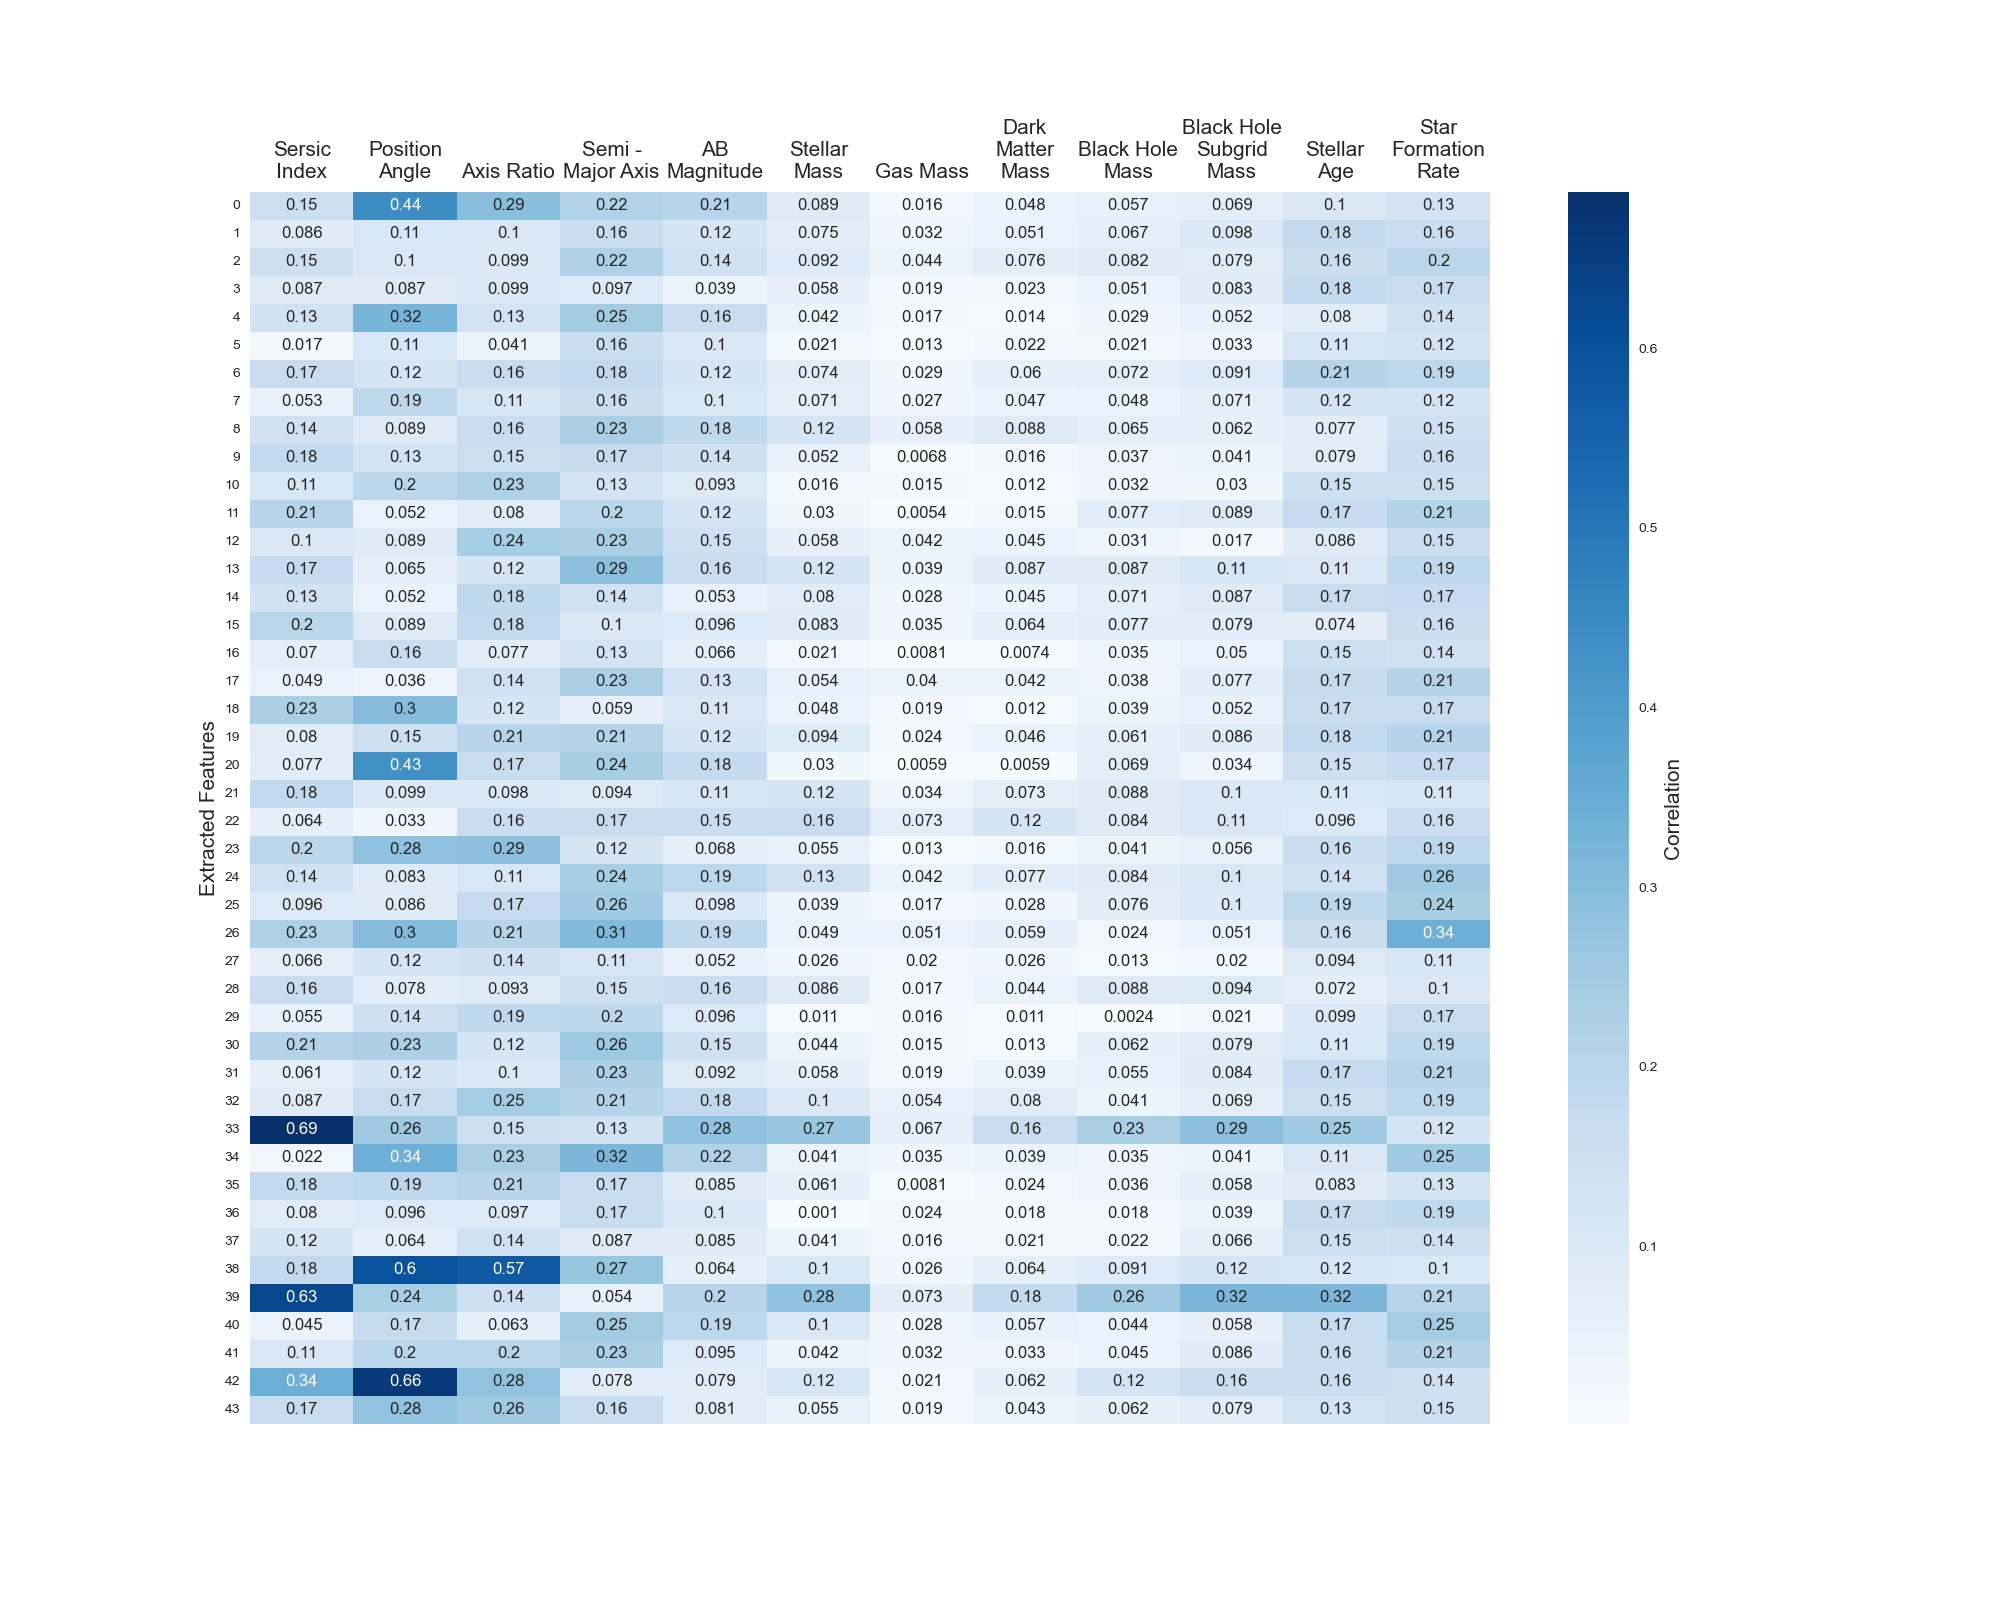 Sersic Index Position Angle Axis Ratio Semi - Major Axis AB Magnitude Stellar Mass Gas Mass Dark Matter Mass Black Hole Mass Black Hole Subgrid Mass Stellar Age Star Formation Rate
0 0.15 0.44 0.29 0.22 0.21 0.089 0.016 0.048 0.057 0.069 0.1 0.13
1 0.086 0.11 0.1 0.16 0.12 0.075 0.032 0.051 0.067 0.098 0.18 0.16
2 0.15 0.1 0.099 0.22 0.14 0.092 0.044 0.076 0.082 0.079 0.16 0.2
3 0.087 0.087 0.099 0.097 0.039 0.058 0.019 0.023 0.051 0.083 0.18 0.17
4 0.13 0.32 0.13 0.25 0.16 0.042 0.017 0.014 0.029 0.052 0.08 0.14
5 0.017 0.11 0.041 0.16 0.1 0.021 0.013 0.022 0.021 0.033 0.11 0.12
6 0.17 0.12 0.16 0.18 0.12 0.074 0.029 0.06 0.072 0.091 0.21 0.19
7 0.053 0.19 0.11 0.16 0.1 0.071 0.027 0.047 0.048 0.071 0.12 0.12
8 0.14 0.089 0.16 0.23 0.18 0.12 0.058 0.088 0.065 0.062 0.077 0.15
9 0.18 0.13 0.15 0.17 0.14 0.052 0.0068 0.016 0.037 0.041 0.079 0.16
10 0.11 0.2 0.23 0.13 0.093 0.016 0.015 0.012 0.032 0.03 0.15 0.15
11 0.21 0.052 0.08 0.2 0.12 0.03 0.0054 0.015 0.077 0.089 0.17 0.21
12 0.1 0.089 0.24 0.23 0.15 0.058 0.042 0.045 0.031 0.017 0.086 0.15
13 0.17 0.065 0.12 0.29 0.16 0.12 0.039 0.087 0.087 0.11 0.11 0.19
14 0.13 0.052 0.18 0.14 0.053 0.08 0.028 0.045 0.071 0.087 0.17 0.17
15 0.2 0.089 0.18 0.1 0.096 0.083 0.035 0.064 0.077 0.079 0.074 0.16
16 0.07 0.16 0.077 0.13 0.066 0.021 0.0081 0.0074 0.035 0.05 0.15 0.14
17 0.049 0.036 0.14 0.23 0.13 0.054 0.04 0.042 0.038 0.077 0.17 0.21
18 0.23 0.3 0.12 0.059 0.11 0.048 0.019 0.012 0.039 0.052 0.17 0.17
19 0.08 0.15 0.21 0.21 0.12 0.094 0.024 0.046 0.061 0.086 0.18 0.21
20 0.077 0.43 0.17 0.24 0.18 0.03 0.0059 0.0059 0.069 0.034 0.15 0.17
21 0.18 0.099 0.098 0.094 0.11 0.12 0.034 0.073 0.088 0.1 0.11 0.11
22 0.064 0.033 0.16 0.17 0.15 0.16 0.073 0.12 0.084 0.11 0.096 0.16
23 0.2 0.28 0.29 0.12 0.068 0.055 0.013 0.016 0.041 0.056 0.16 0.19
24 0.14 0.083 0.11 0.24 0.19 0.13 0.042 0.077 0.084 0.1 0.14 0.26
25 0.096 0.086 0.17 0.26 0.098 0.039 0.017 0.028 0.076 0.1 0.19 0.24
26 0.23 0.3 0.21 0.31 0.19 0.049 0.051 0.059 0.024 0.051 0.16 0.34
27 0.066 0.12 0.14 0.11 0.052 0.026 0.02 0.026 0.013 0.02 0.094 0.11
28 0.16 0.078 0.093 0.15 0.16 0.086 0.017 0.044 0.088 0.094 0.072 0.1
29 0.055 0.14 0.19 0.2 0.096 0.011 0.016 0.011 0.0024 0.021 0.099 0.17
30 0.21 0.23 0.12 0.26 0.15 0.044 0.015 0.013 0.062 0.079 0.11 0.19
31 0.061 0.12 0.1 0.23 0.092 0.058 0.019 0.039 0.055 0.084 0.17 0.21
32 0.087 0.17 0.25 0.21 0.18 0.1 0.054 0.08 0.041 0.069 0.15 0.19
33 0.69 0.26 0.15 0.13 0.28 0.27 0.067 0.16 0.23 0.29 0.25 0.12
34 0.022 0.34 0.23 0.32 0.22 0.041 0.035 0.039 0.035 0.041 0.11 0.25
35 0.18 0.19 0.21 0.17 0.085 0.061 0.0081 0.024 0.036 0.058 0.083 0.13
36 0.08 0.096 0.097 0.17 0.1 0.001 0.024 0.018 0.018 0.039 0.17 0.19
37 0.12 0.064 0.14 0.087 0.085 0.041 0.016 0.021 0.022 0.066 0.15 0.14
38 0.18 0.6 0.57 0.27 0.064 0.1 0.026 0.064 0.091 0.12 0.12 0.1
39 0.63 0.24 0.14 0.054 0.2 0.28 0.073 0.18 0.26 0.32 0.32 0.21
40 0.045 0.17 0.063 0.25 0.19 0.1 0.028 0.057 0.044 0.058 0.17 0.25
41 0.11 0.2 0.2 0.23 0.095 0.042 0.032 0.033 0.045 0.086 0.16 0.21
42 0.34 0.66 0.28 0.078 0.079 0.12 0.021 0.062 0.12 0.16 0.16 0.14
43 0.17 0.28 0.26 0.16 0.081 0.055 0.019 0.043 0.062 0.079 0.13 0.15
Extracted Features
0.6
0.5
0.4
0.3
0.2
0.1
Correlation